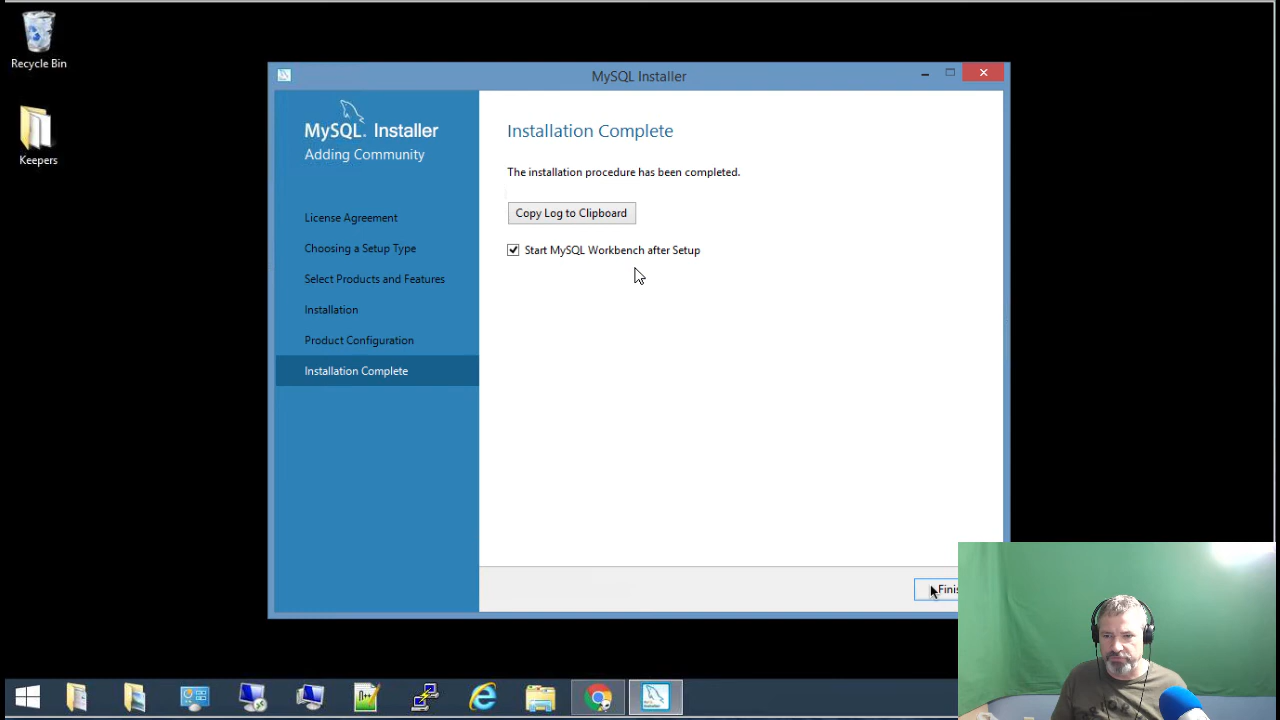 Recycle Bin
Keepers
MySQL Installer
MySQL. Installer
Adding Community
License Agreement
Choosing a Setup Type
Select Products and Features
Installation
Product Configuration
Installation Complete
Installation Complete
The installation procedure has been completed.
Copy Log to Clipboard
Start MySQL Workbench after Setup
Finis